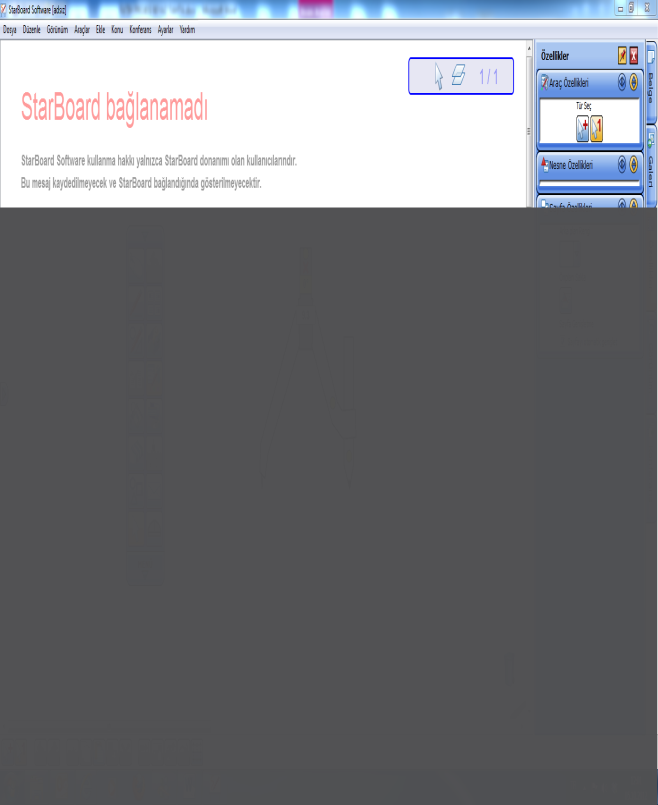 StarBoard Software [adsız]
Dosya Düzenle Görünüm Araçlar Ekle Konu Konferans Ayarlar Yardım
1 / 1
StarBoard bağlanamadı
StarBoard Software kullanma hakkı yalnızca StarBoard donanımı olan kullanıcılarındır.
Bu mesaj kaydedilmeyecek ve StarBoard bağlandığında gösterilmeyecektir.
Özellikler
Araç Özellikleri
Tür Seç
Nesne Özellikleri
Sayfa Özellikleri
Belge
Galeri